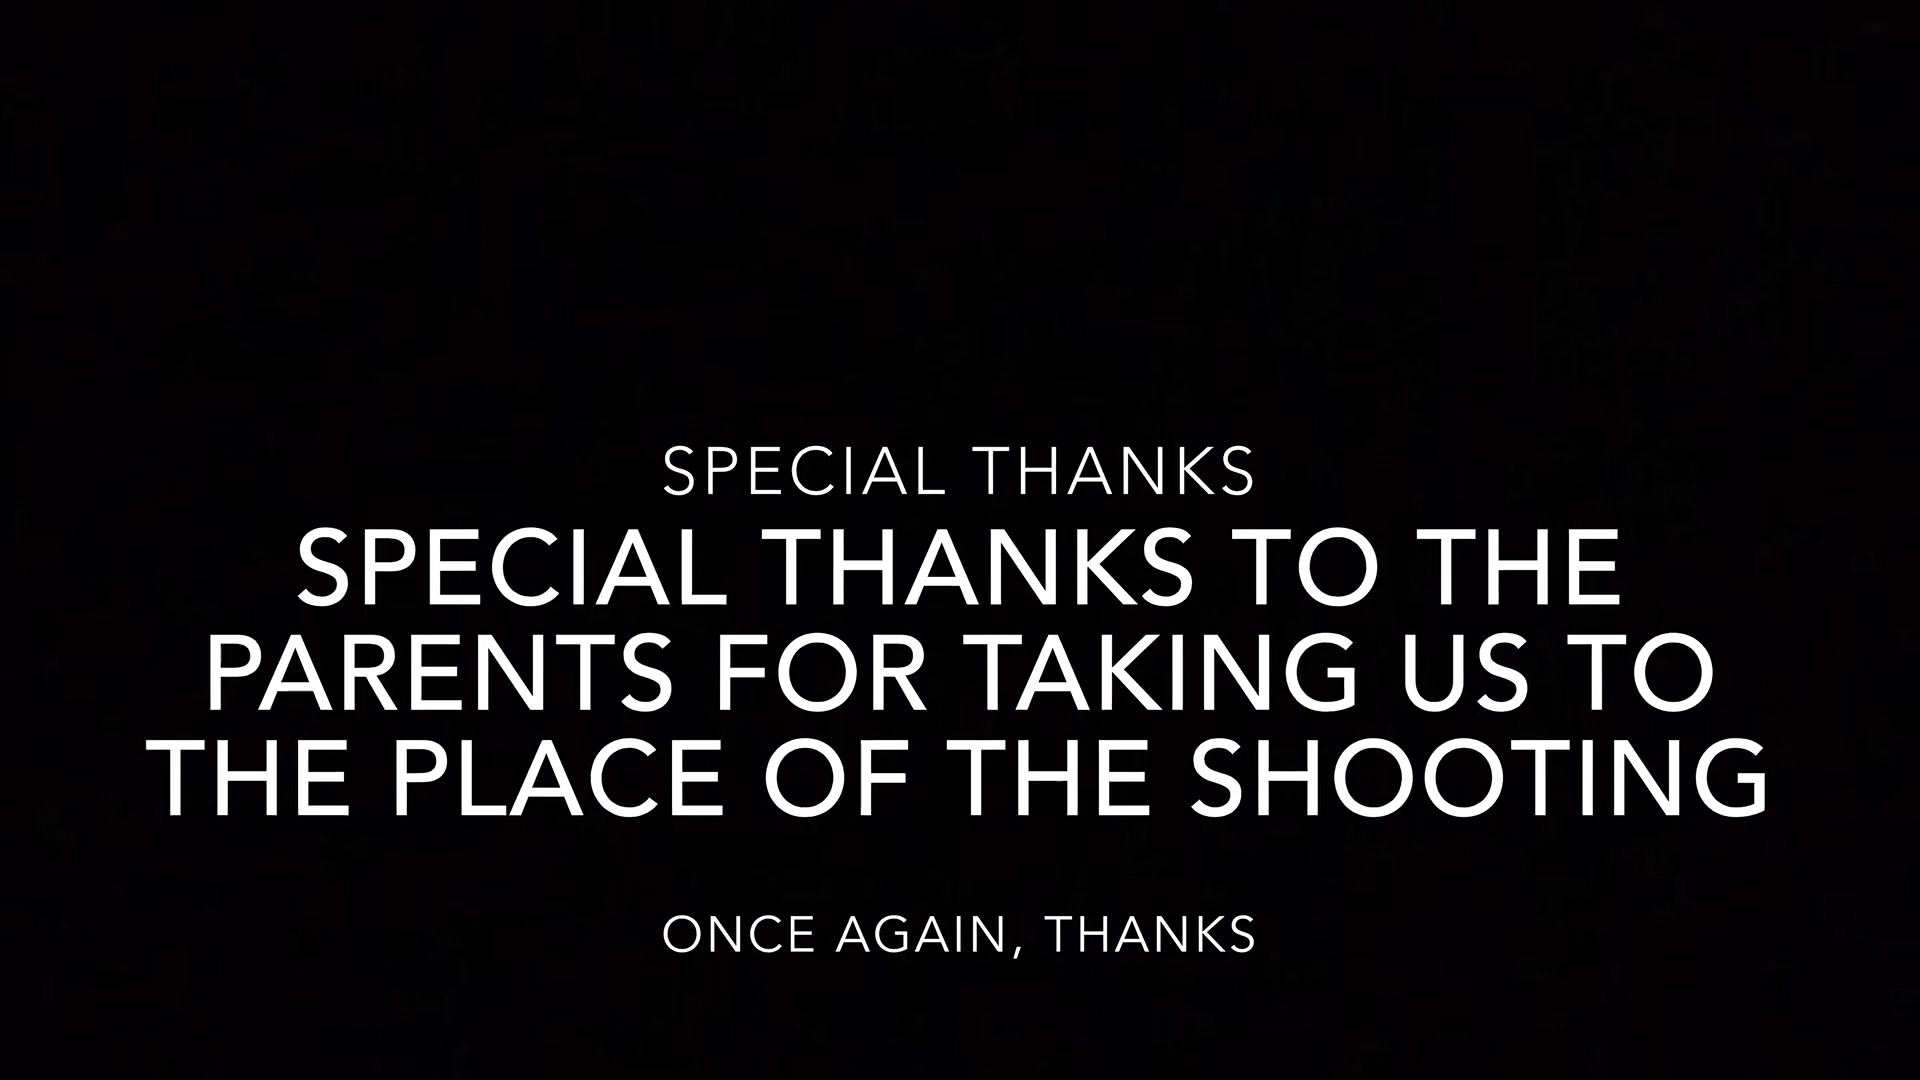 SPECIAL THANKS
SPECIAL THANKS TO THE
PARENTS FOR TAKING US TO
THE PLACE OF THE SHOOTING
ONCE AGAIN, THANKS